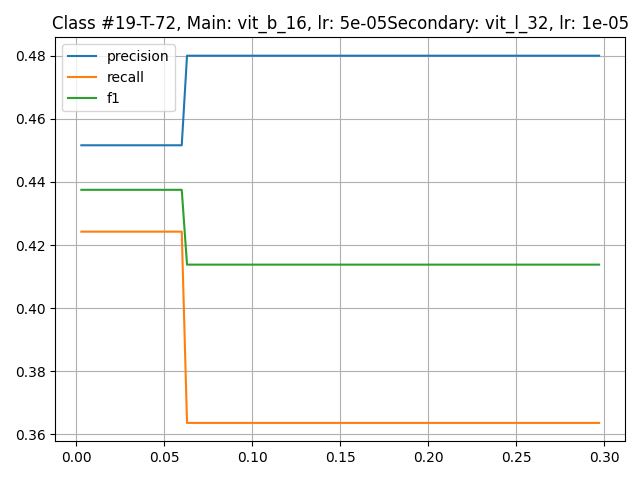 Class #19-T-72, Main: vit_b_16, lr: 5e-05Secondary: vit_l_32, lr: 1e-05
precision
recall
f1
0.48
0.46
0.44
0.42
0.40
0.38
0.36
0.00 0.05 0.10 0.15 0.20 0.25 0.30